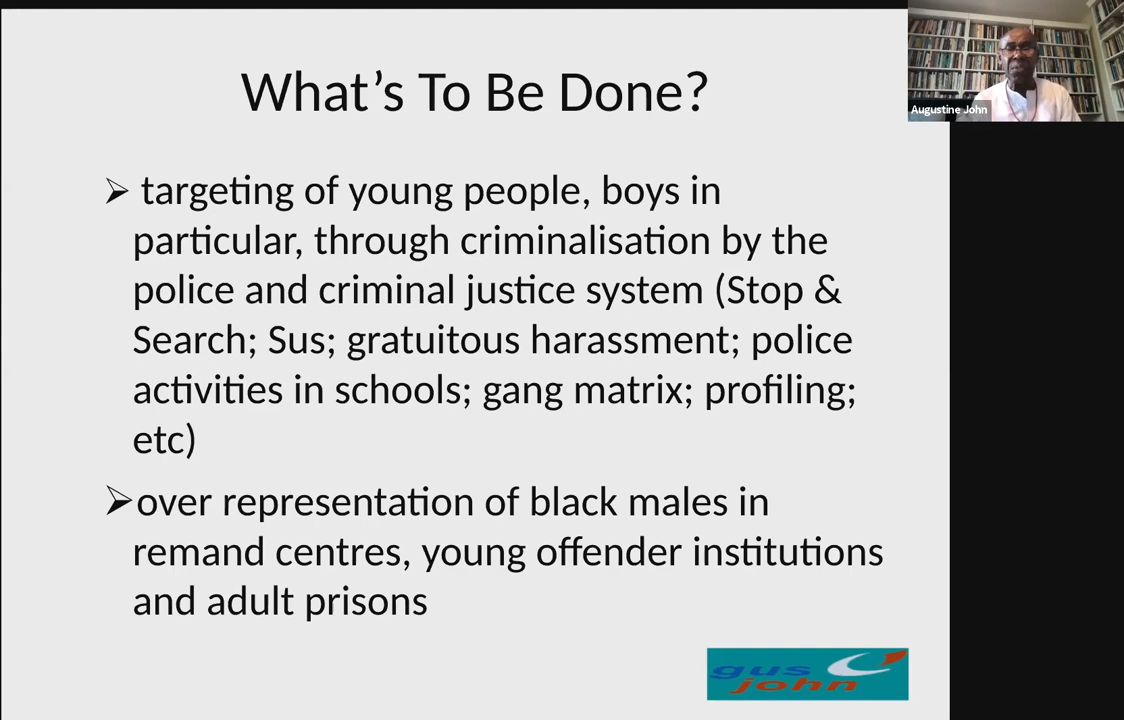 What’s To Be Done?
Augustine John
➢ targeting of young people, boys in
particular, through criminalisation by the
police and criminal justice system (Stop &
Search; Sus; gratuitous harassment; police
activities in schools; gang matrix; profiling;
etc)
➢over representation of black males in
remand centres, young offender institutions
and adult prisons
gus
john